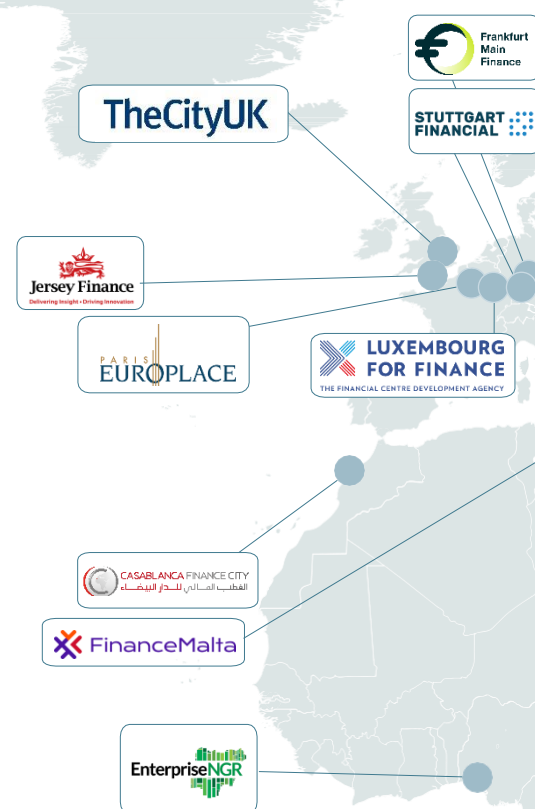 Frankfurt
Main
Finance
TheCityUK
STUTTGART
FINANCIAL
Jersey Finance
Delivering Insight • Driving Innovation
PARIS
EUROPLACE
LUXEMBOURG
FOR FINANCE
THE FINANCIAL CENTRE DEVELOPMENT AGENCY
CASABLANCA FINANCE CITY
القطب المالي للدار البيضاء
FinanceMalta
EnterpriseNGR